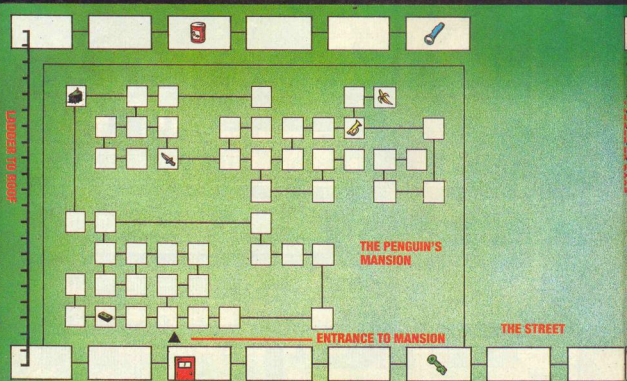 LADDER TO ROOF
THE PENGUIN'S
MANSION
ENTRANCE TO MANSION
THE STREET